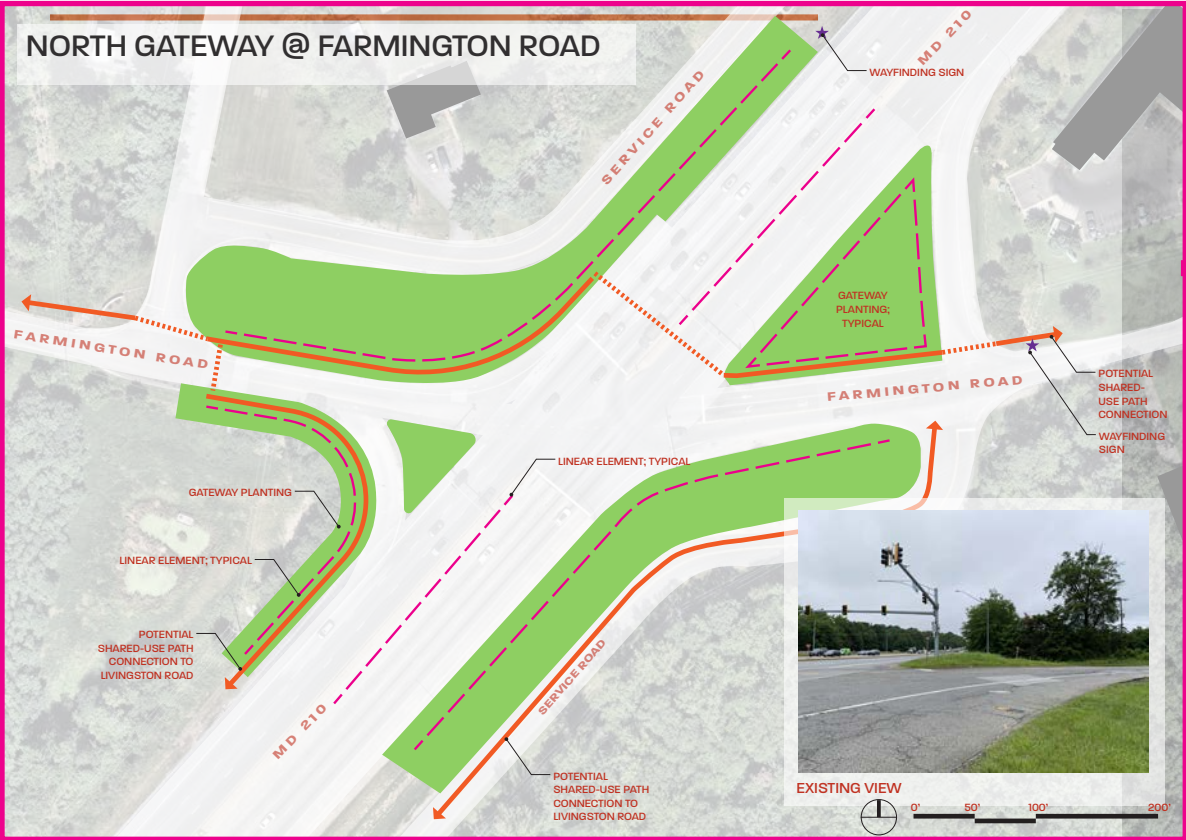 NORTH GATEWAY @ FARMINGTON ROAD
MD 210
WAYFINDING SIGN
SERVICE ROAD
GATEWAY
PLANTING;
TYPICAL
FARMINGTON ROAD
FARMINGTON ROAD
POTENTIAL
SHARED-
USE PATH
CONNECTION
WAYFINDING
SIGN
LINEAR ELEMENT; TYPICAL
GATEWAY PLANTING
LINEAR ELEMENT; TYPICAL
POTENTIAL
SHARED-USE PATH
CONNECTION TO
LIVINGSTON ROAD
SERVICE ROAD
MD 210
POTENTIAL
SHARED-USE PATH
CONNECTION TO
LIVINGSTON ROAD
EXISTING VIEW
0' 50' 100' 200'